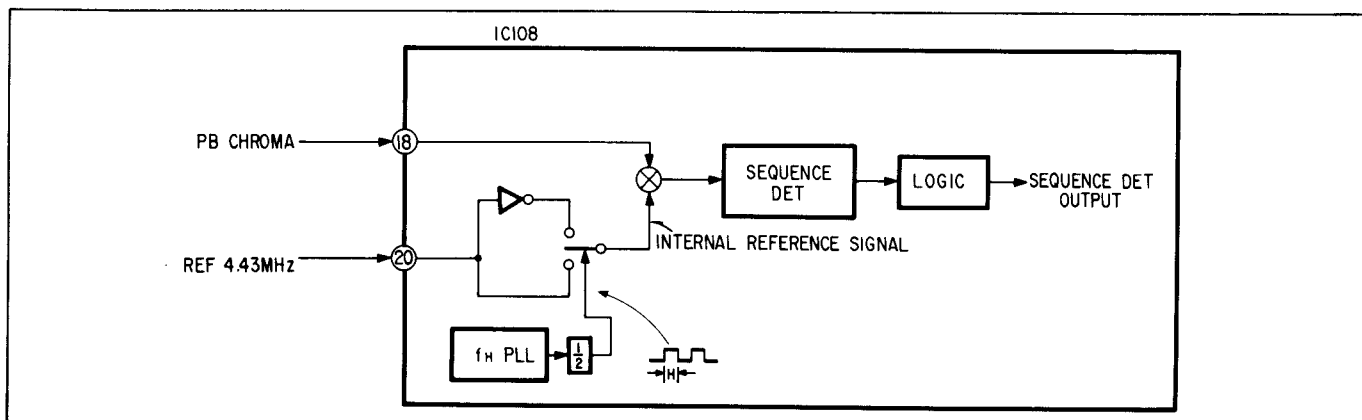 IC108
PB CHROMA
18
SEQUENCE
DET
LOGIC
SEQUENCE DET
OUTPUT
INTERNAL REFERENCE SIGNAL
REF 4.43MHz
20
fH PLL
1/2
H